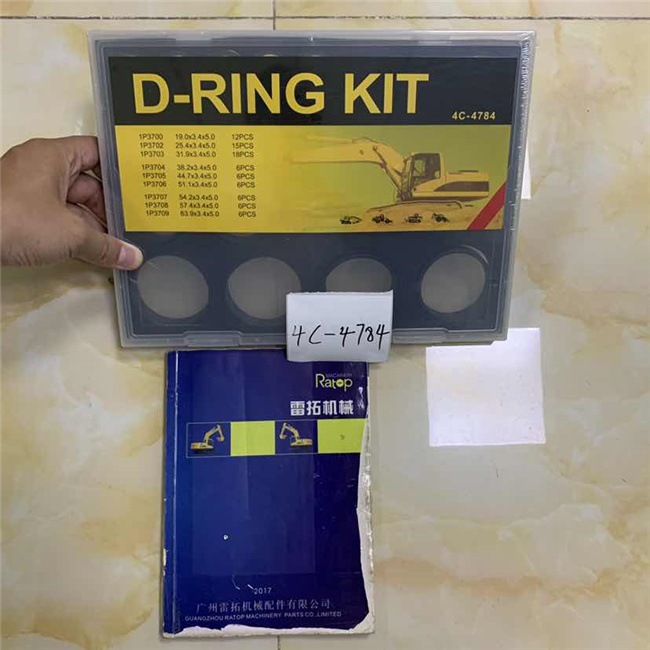 D-RING KIT
4C-4784
1P3700 19.0x3.4x5.0 12PCS
1P3702 25.4x3.4x5.0 15PCS
1P3703 31.9x3.4x5.0 18PCS
1P3704 38.2x3.4x5.0 6PCS
1P3705 44.7x3.4x5.0 6PCS
1P3706 51.1x3.4x5.0 6PCS
1P3707 54.2x3.4x5.0 6PCS
1P3708 57.4x3.4x5.0 6PCS
1P3709 63.9x3.4x5.0 6PCS
4C-4784
MACHINERY
Ratop
雷拓机械
2017
广州雷拓机械配件有限公司
GUANGZHOU RATOP MACHINERY PARTS CO.,LIMITED